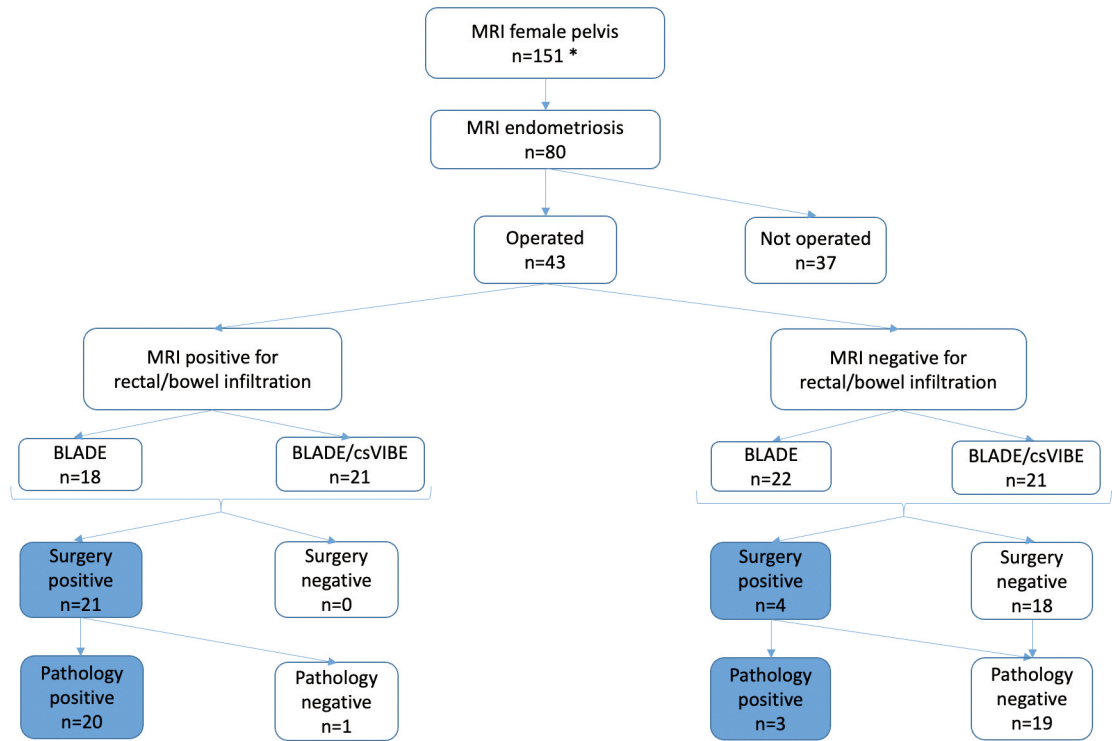 MRI female pelvis
n=151 *
MRI endometriosis
n=80
Operated
n=43
Not operated
n=37
MRI positive for
rectal/bowel infiltration
MRI negative for
rectal/bowel infiltration
BLADE
n=18
BLADE/csVIBE
n=21
BLADE
n=22
BLADE/csVIBE
n=21
Surgery
positive
n=21
Surgery
negative
n=0
Surgery
positive
n=4
Surgery
negative
n=18
Pathology
positive
n=20
Pathology
negative
n=1
Pathology
positive
n=3
Pathology
negative
n=19